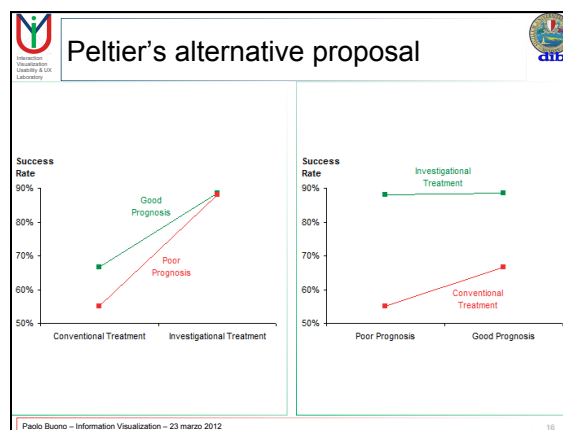 Interaction
Visualization
Usability & UX
Laboratory
Peltier's alternative proposal
dib
Success
Rate
90%
80%
70%
60%
50%
Good
Prognosis
Poor
Prognosis
Conventional Treatment
Investigational Treatment
Success
Rate
90%
80%
70%
60%
50%
Investigational
Treatment
Conventional
Treatment
Poor Prognosis
Good Prognosis
Paolo Buono – Information Visualization – 23 marzo 2012
16